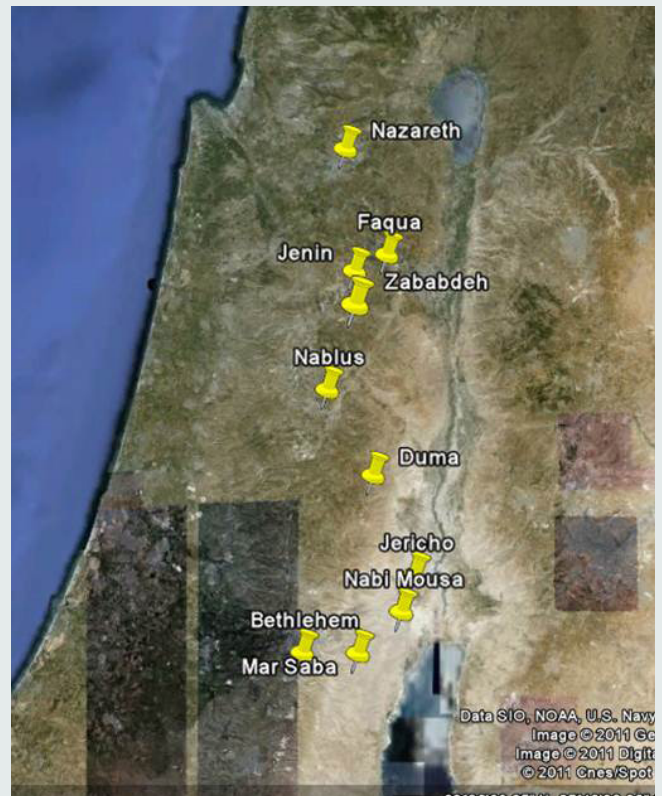 Nazareth
Faqua
Jenin
Zababdeh
Nablus
Duma
Jericho
Nabi Mousa
Bethlehem
Mar Saba
Data SIO, NOAA, U.S. Navy
Image © 2011 Ge
Image © 2011 Digita
© 2011 Cnes/Spot